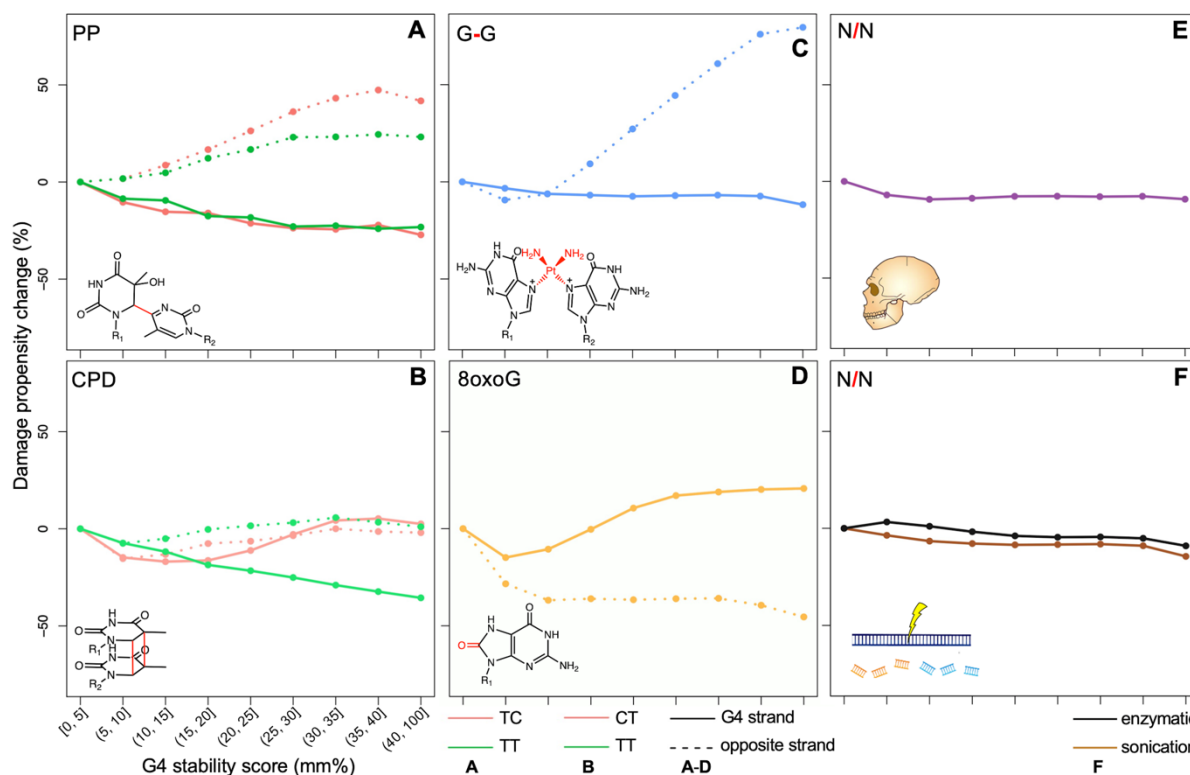 PP
A
G-G
C
N/N
E
Damage propensity change (%)
50
0
−50
O
HN
O
N
R1
OH
N
O
N
R2
H2N
NH2
Pt
O
HN
H2N
N
N
N+
R1
O
N+
NH
N
N
NH2
R2
CPD
B
8oxoG
D
N/N
F
50
0
−50
H
O
N
O
N
R1
H
N
O
O
N
R2
O
H
N
O
NH
N
N
NH2
R1
[0, 5]
(5, 10]
(10, 15]
(15, 20]
(20, 25]
(25, 30]
(30, 35]
(35, 40]
(40, 100]
G4 stability score (mm%)
TC
CT
G4 strand
enzymatic
TT
TT
opposite strand
sonication
A
B
A-D
F